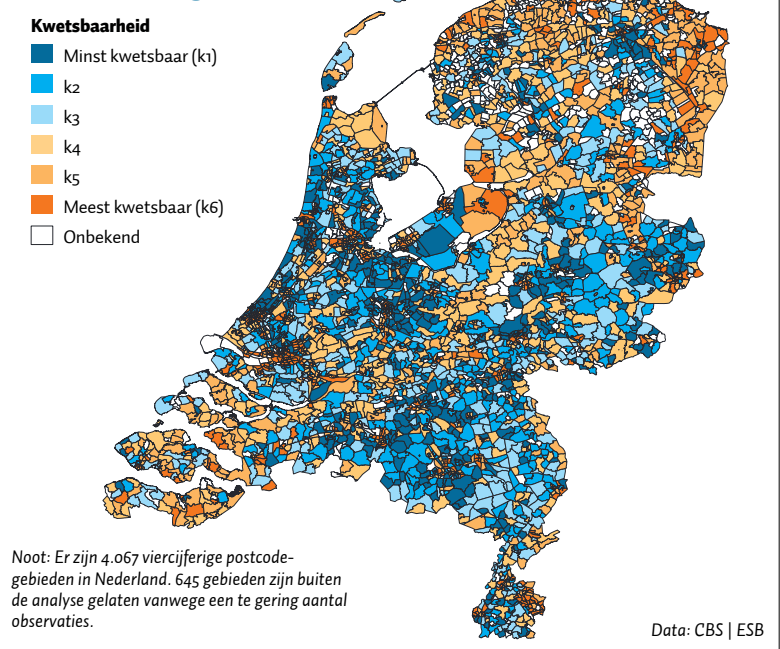 Kwetsbaarheid
Minst kwetsbaar (k1)
k2
k3
k4
k5
Meest kwetsbaar (k6)
Onbekend
Noot: Er zijn 4.067 viercijferige postcode-
gebieden in Nederland. 645 gebieden zijn buiten
de analyse gelaten vanwege een te gering aantal
observaties.
Data: CBS | ESB